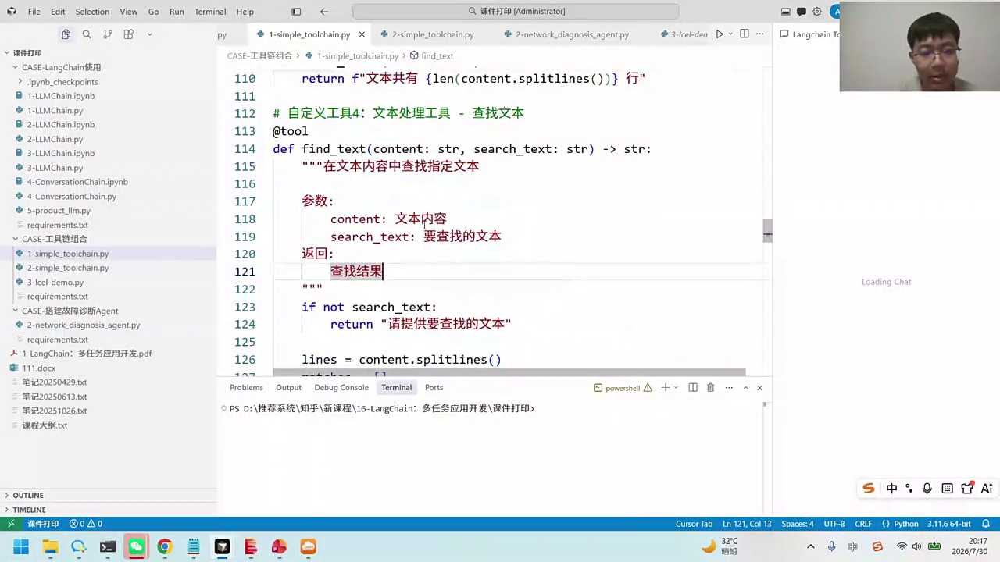 File Edit Selection View Go Run Terminal Help
课件打印 [Administrator]
.py
1-simple_toolchain.py
2-simple_toolchain.py
2-network_diagnosis_agent.py
3-lcel-den
Langchain To
课件打印
CASE-LangChain使用
.ipynb_checkpoints
1-LLMChain.ipynb
1-LLMChain.py
2-LLMChain.ipynb
2-LLMChain.py
3-LLMChain.ipynb
3-LLMChain.py
4-ConversationChain.ipynb
4-ConversationChain.py
5-product_llm.py
requirements.txt
CASE-工具链组合
1-simple_toolchain.py
2-simple_toolchain.py
3-lcel-demo.py
requirements.txt
CASE-搭建故障诊断Agent
2-network_diagnosis_agent.py
requirements.txt
1-LangChain：多任务应用开发.pdf
111.docx
笔记20250429.txt
笔记20250613.txt
笔记20251026.txt
课程大纲.txt
OUTLINE
TIMELINE
CASE-工具链组合 > 1-simple_toolchain.py > find_text
110 return f"文本共有 {len(content.splitlines())} 行"
111
112 # 自定义工具4：文本处理工具 - 查找文本
113 @tool
114 def find_text(content: str, search_text: str) -> str:
115 """在文本内容中查找指定文本
116
117 参数:
118 content: 文本内容
119 search_text: 要查找的文本
120 返回:
121 查找结果
122 """
123 if not search_text:
124 return "请提供要查找的文本"
125
126 lines = content.splitlines()
Problems Output Debug Console Terminal Ports
powershell
PS D:\推荐系统\知乎\新课程\16-LangChain：多任务应用开发\课件打印>
Loading Chat
中
Ai
课件打印 0 0
Cursor Tab Ln 121, Col 13 Spaces: 4 UTF-8 CRLF {} Python 3.11.6 64-bit
32°C
晴朗
20:17
2026/7/30